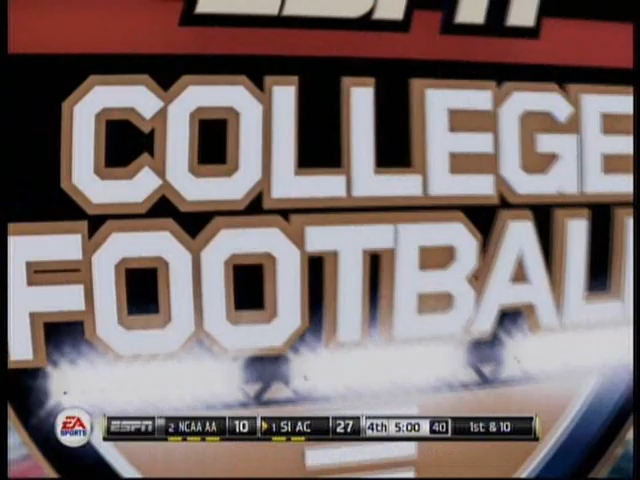 ESPN
COLLEGE
FOOTBALL
EA SPORTS ESPN 2 NCAA AA 10 1 SI AC 27 4th 5:00 40 1st & 10